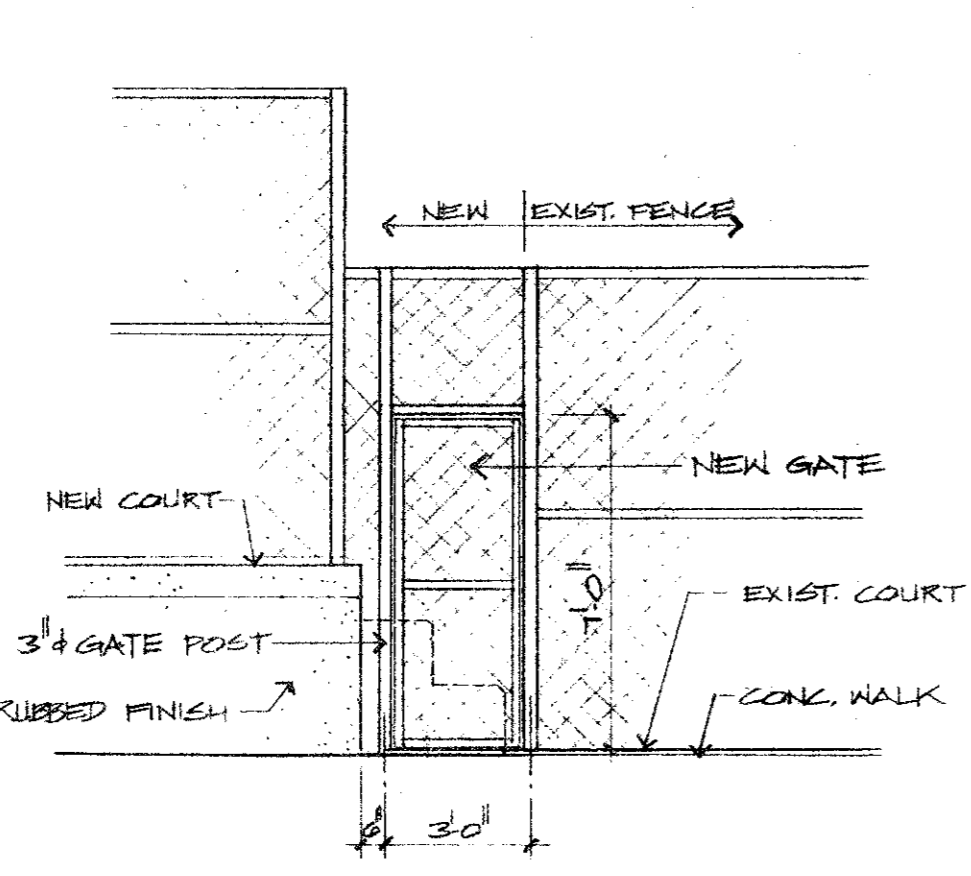 NEW EXIST. FENCE
NEW GATE
NEW COURT
7'-0"
EXIST. COURT
3"ϕ GATE POST
CONC. WALK
RUBBED FINISH
6" 3'-0"